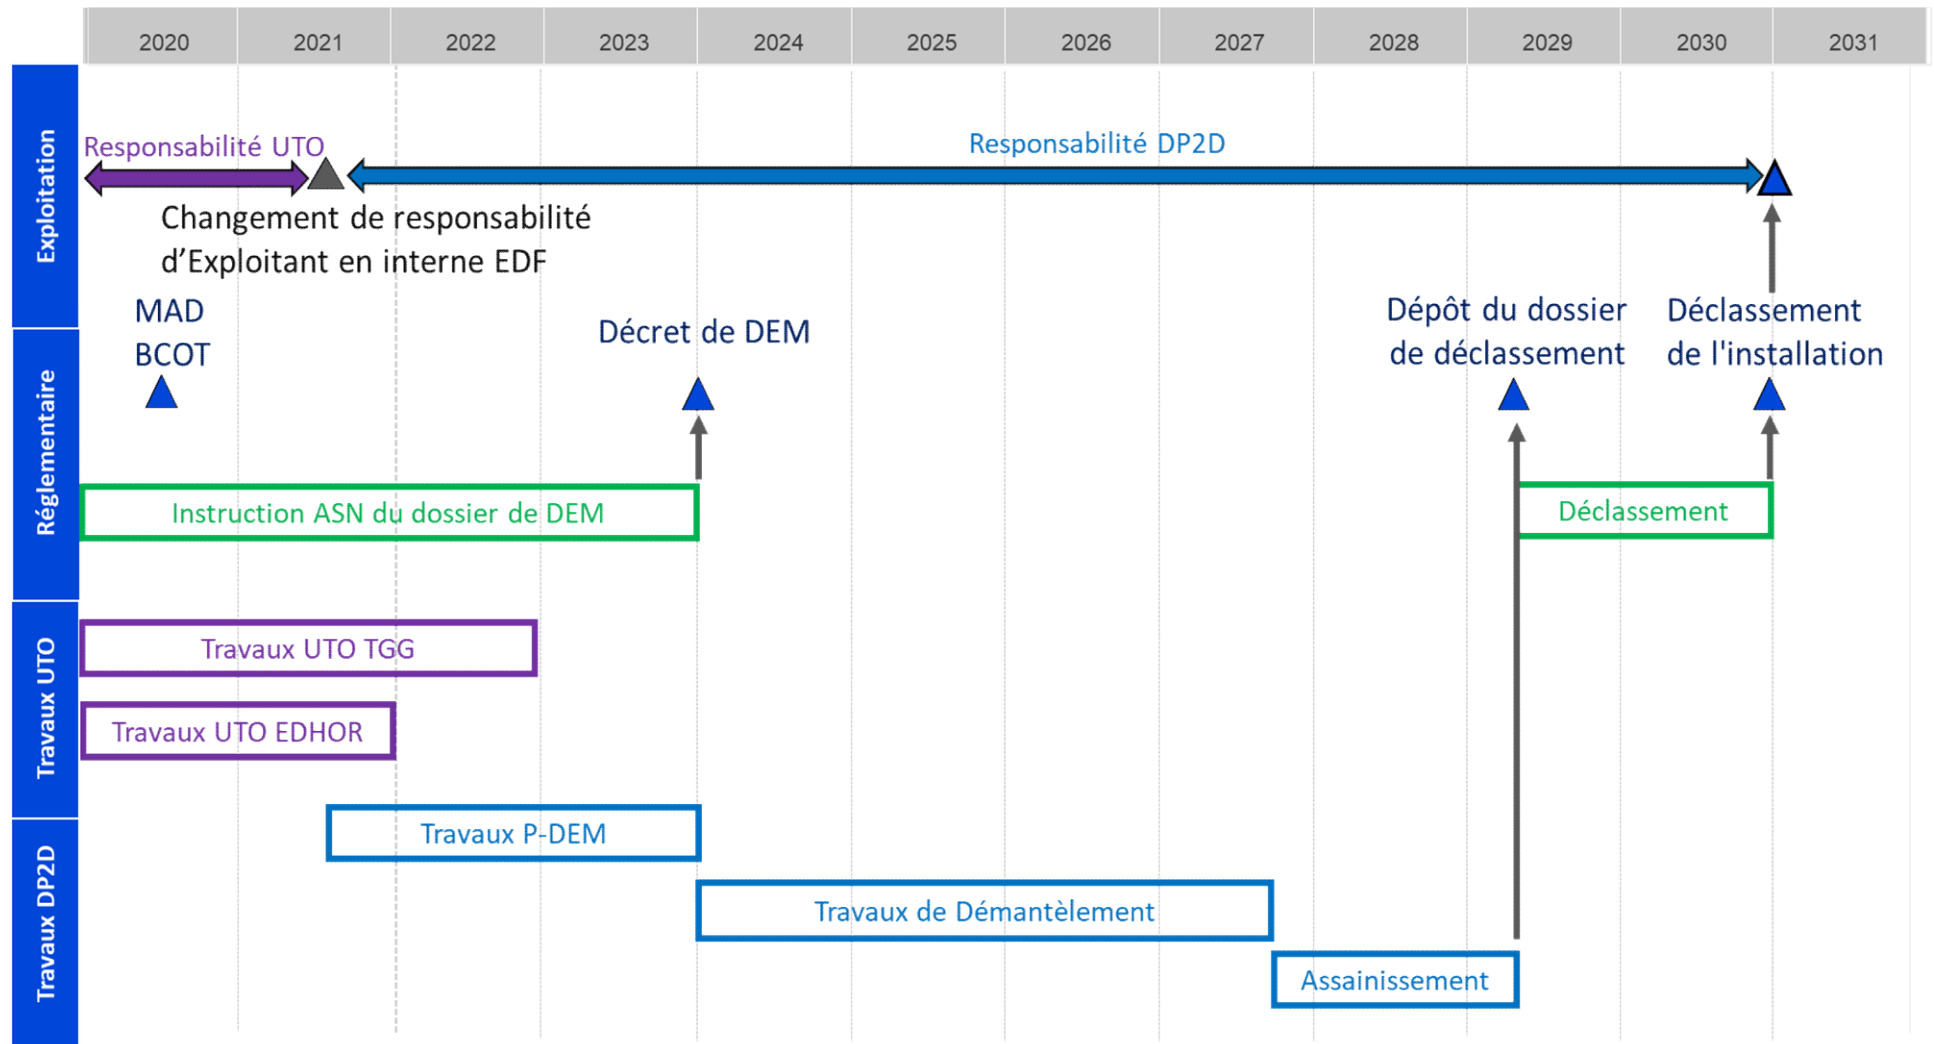 2020 2021 2022 2023 2024 2025 2026 2027 2028 2029 2030 2031
Exploitation
Responsabilité UTO
Responsabilité DP2D
Changement de responsabilité
d’Exploitant en interne EDF
Réglementaire
MAD
BCOT
Décret de DEM
Dépôt du dossier
de déclassement
Déclassement
de l'installation
Instruction ASN du dossier de DEM
Déclassement
Travaux UTO
Travaux UTO TGG
Travaux UTO EDHOR
Travaux DP2D
Travaux P-DEM
Travaux de Démantèlement
Assainissement